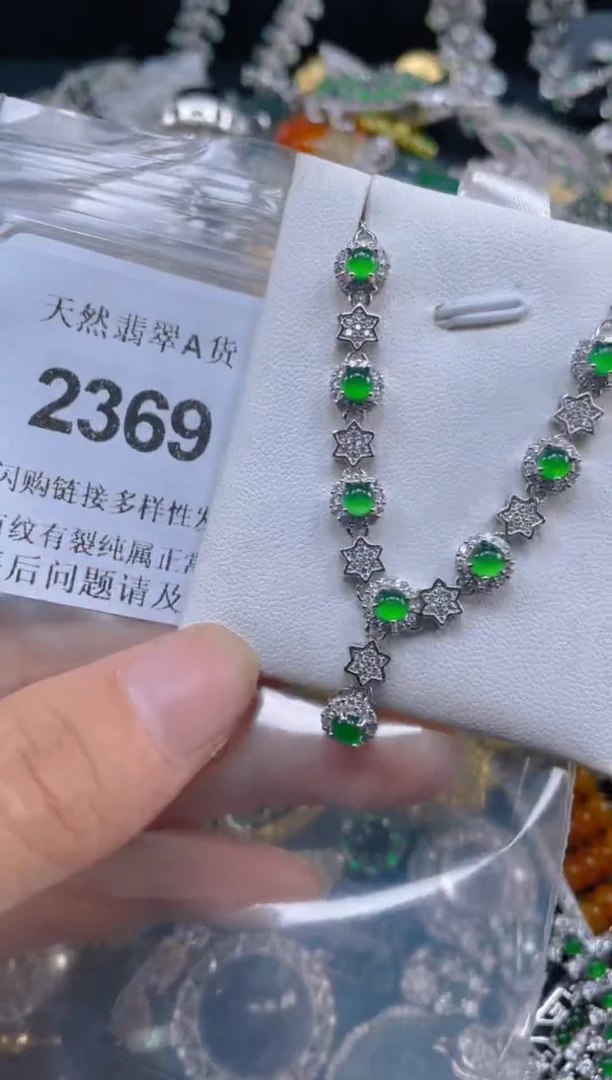 天然翡翠A货
2369
闪购链接多样性
纹有裂纯属正常
后问题请及